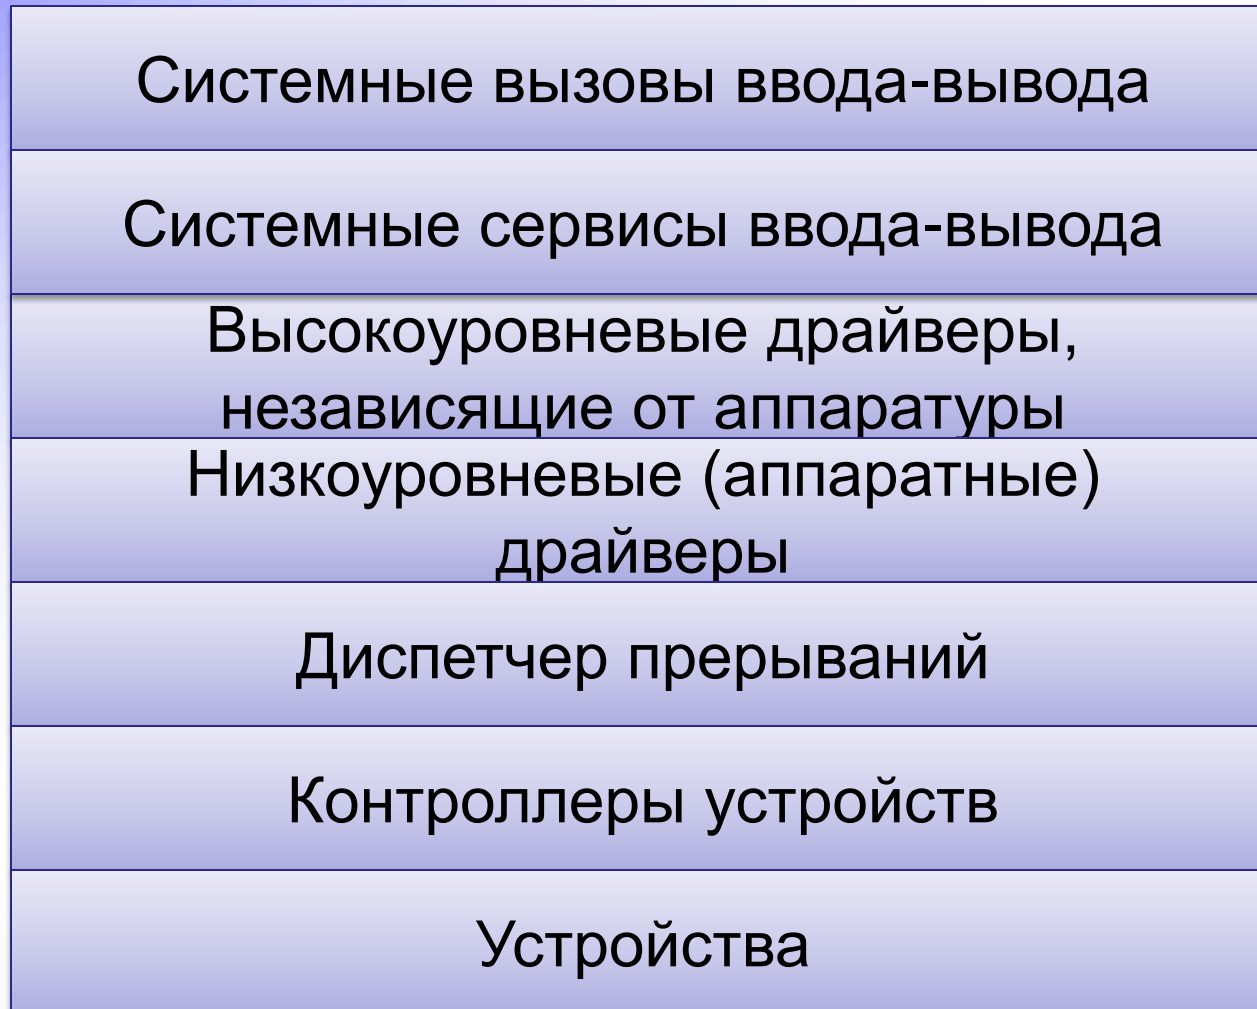 Системные вызовы ввода-вывода
Системные сервисы ввода-вывода
Высокоуровневые драйверы,
независящие от аппаратуры
Низкоуровневые (аппаратные)
драйверы
Диспетчер прерываний
Контроллеры устройств
Устройства